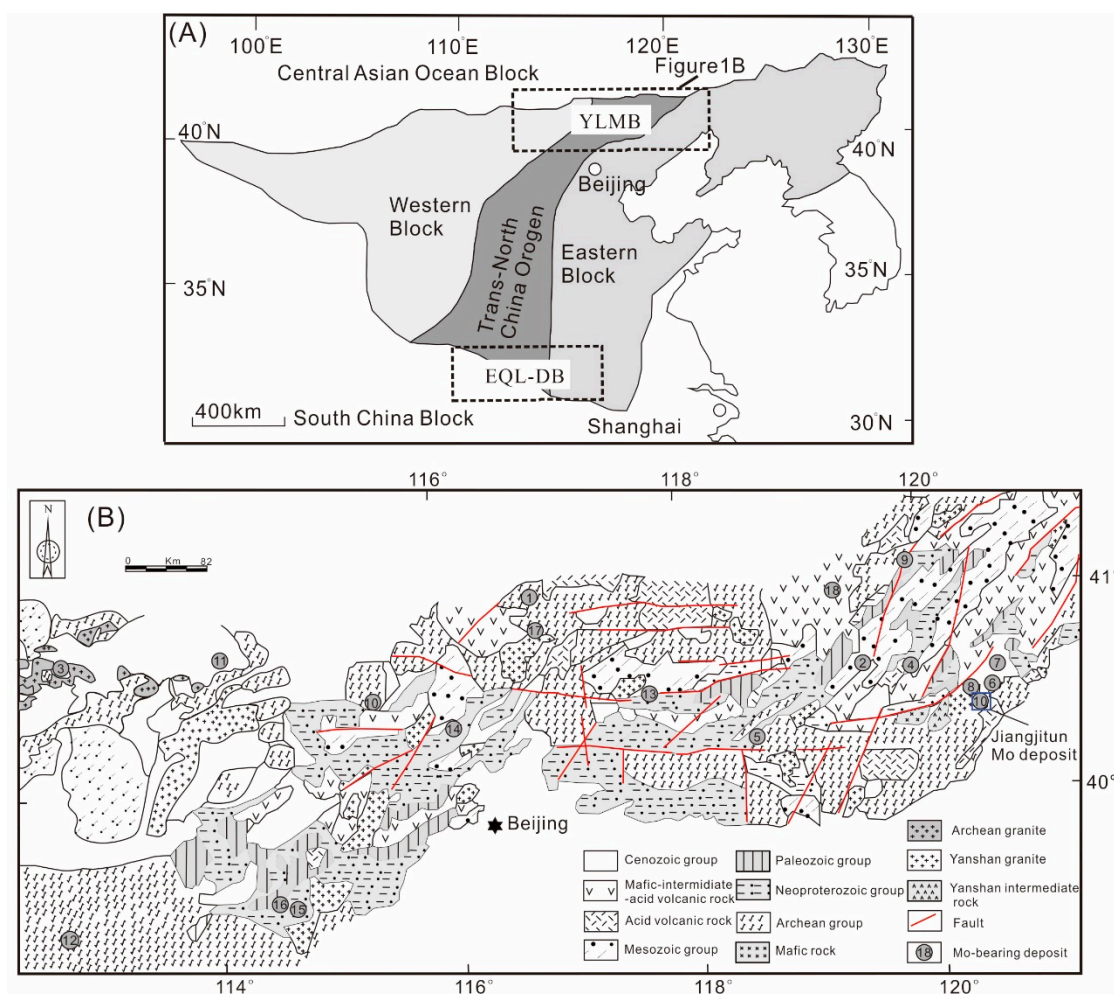 (A)
100°E
110°E
120°E
130°E
Central Asian Ocean Block
Figure1B
40°N
YLMB
40°N
Beijing
Western
Block
Trans-North
China Orogen
Eastern
Block
35°N
35°N
EQL-DB
400km
South China Block
Shanghai
30°N
116°
118°
120°
N
(B)
0 Km 82
41°
1
9
18
17
11
3
2
4
7
8
6
10
13
10
14
5
Jiangjitun
Mo deposit
40°
Beijing
16
15
12
Cenozoic group
Mafic-intermidiate
-acid volcanic rock
Acid volcanic rock
Mesozoic group
Paleozoic group
Neoproterozoic group
Archean group
Mafic rock
Archean granite
Yanshan granite
Yanshan intermediate
rock
Fault
18
Mo-bearing deposit
114°
116°
118°
120°